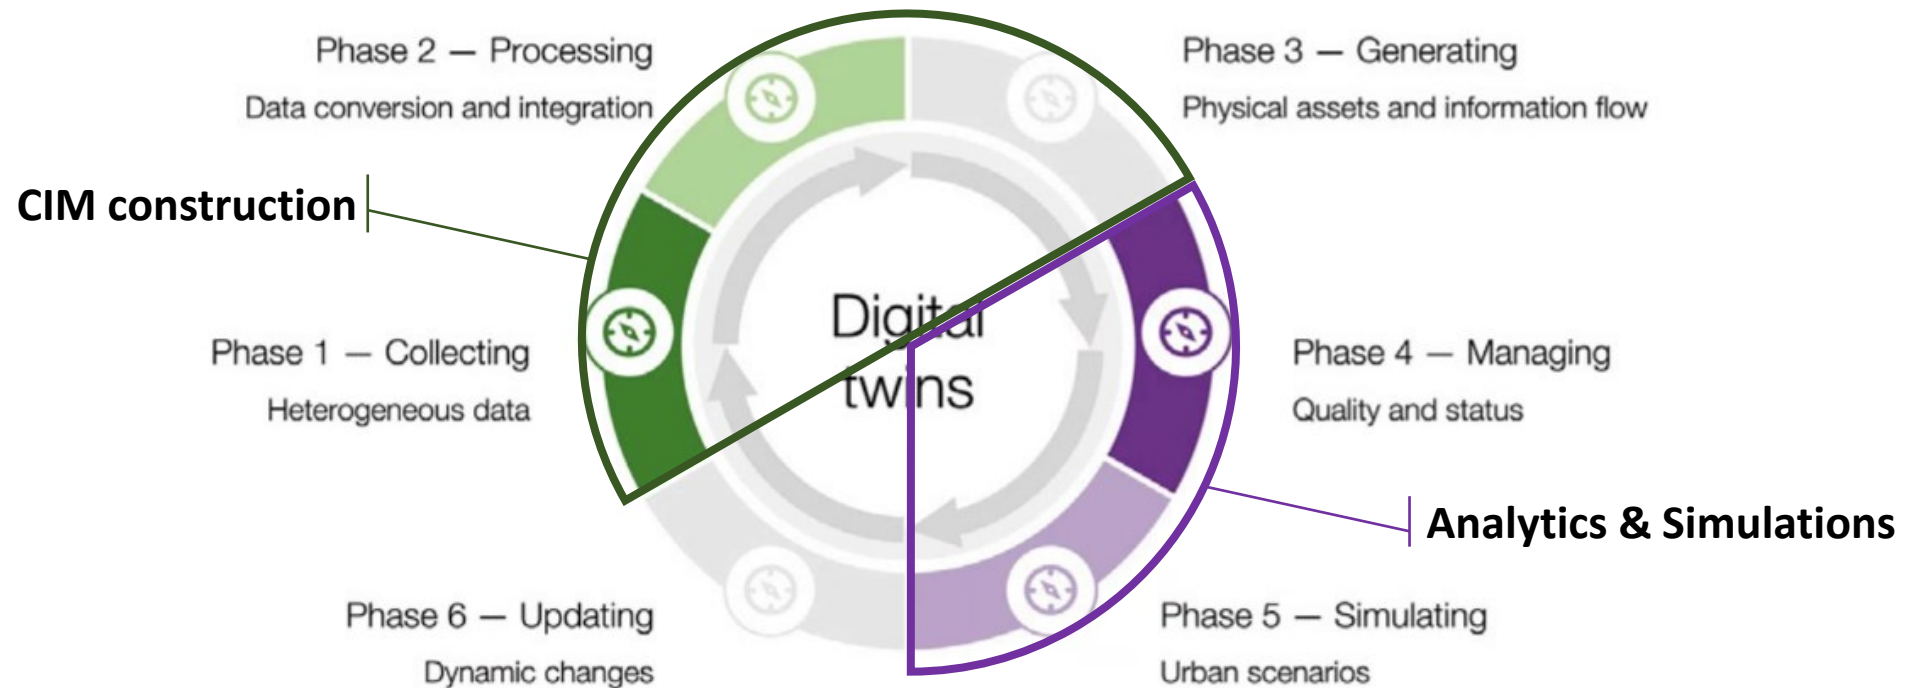 Phase 2 — Processing
Data conversion and integration
Phase 3 — Generating
Physical assets and information flow
CIM construction
Digital
twins
Phase 1 — Collecting
Heterogeneous data
Phase 4 — Managing
Quality and status
Analytics & Simulations
Phase 6 — Updating
Dynamic changes
Phase 5 — Simulating
Urban scenarios